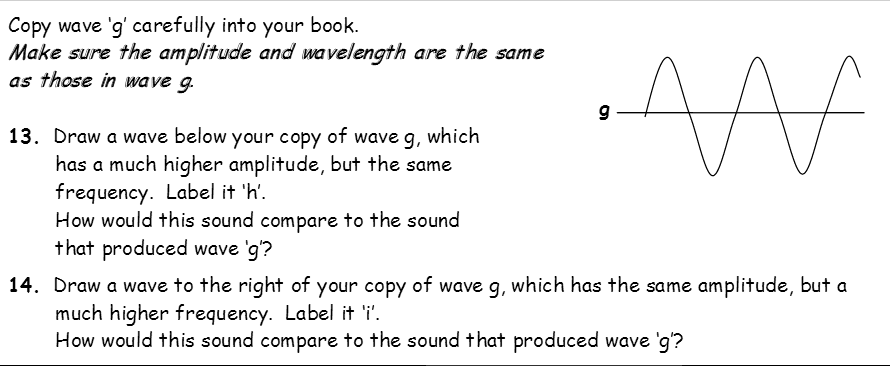 Copy wave 'g' carefully into your book.
Make sure the amplitude and wavelength are the same
as those in wave g.
g
13. Draw a wave below your copy of wave g, which
has a much higher amplitude, but the same
frequency. Label it 'h'.
How would this sound compare to the sound
that produced wave 'g'?
14. Draw a wave to the right of your copy of wave g, which has the same amplitude, but a
much higher frequency. Label it 'i'.
How would this sound compare to the sound that produced wave 'g'?